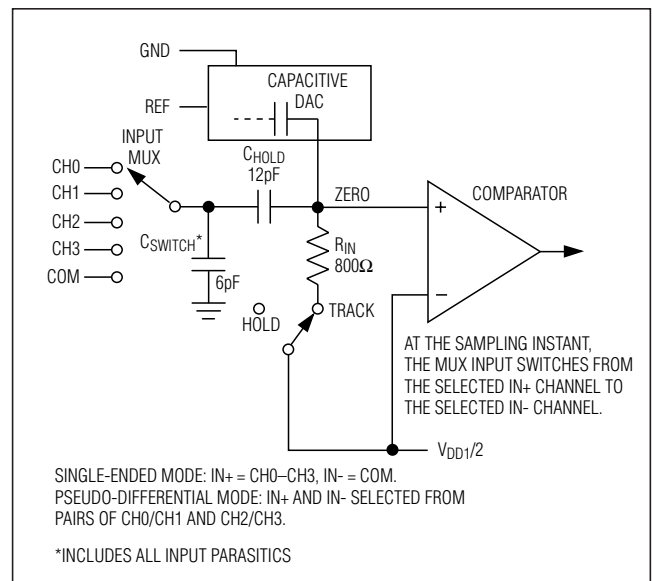 GND
CAPACITIVE
DAC
REF
INPUT
MUX
CHOLD
12pF
CH0
CH1
CH2
CH3
COM
ZERO
COMPARATOR
+
−
CSWITCH*
6pF
RIN
800Ω
HOLD
TRACK
AT THE SAMPLING INSTANT,
THE MUX INPUT SWITCHES FROM
THE SELECTED IN+ CHANNEL TO
THE SELECTED IN- CHANNEL.
VDD1/2
SINGLE-ENDED MODE: IN+ = CH0–CH3, IN- = COM.
PSEUDO-DIFFERENTIAL MODE: IN+ AND IN- SELECTED FROM
PAIRS OF CH0/CH1 AND CH2/CH3.
*INCLUDES ALL INPUT PARASITICS